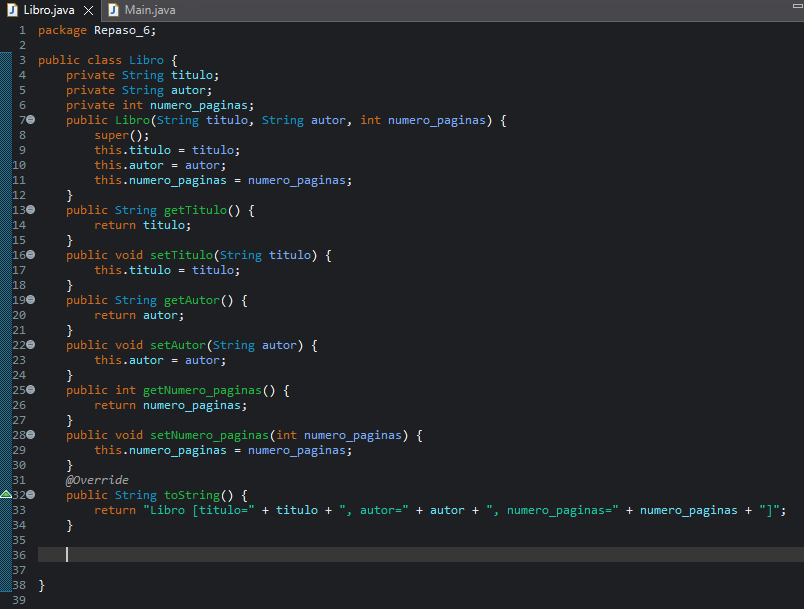 Libro.java Main.java
1 package Repaso_6;
2
3 public class Libro {
4     private String titulo;
5     private String autor;
6     private int numero_paginas;
7     public Libro(String titulo, String autor, int numero_paginas) {
8         super();
9         this.titulo = titulo;
10         this.autor = autor;
11         this.numero_paginas = numero_paginas;
12     }
13     public String getTitulo() {
14         return titulo;
15     }
16     public void setTitulo(String titulo) {
17         this.titulo = titulo;
18     }
19     public String getAutor() {
20         return autor;
21     }
22     public void setAutor(String autor) {
23         this.autor = autor;
24     }
25     public int getNumero_paginas() {
26         return numero_paginas;
27     }
28     public void setNumero_paginas(int numero_paginas) {
29         this.numero_paginas = numero_paginas;
30     }
31     @Override
32     public String toString() {
33         return "Libro [titulo=" + titulo + ", autor=" + autor + ", numero_paginas=" + numero_paginas + "]";
34     }
35
36
37
38 }
39